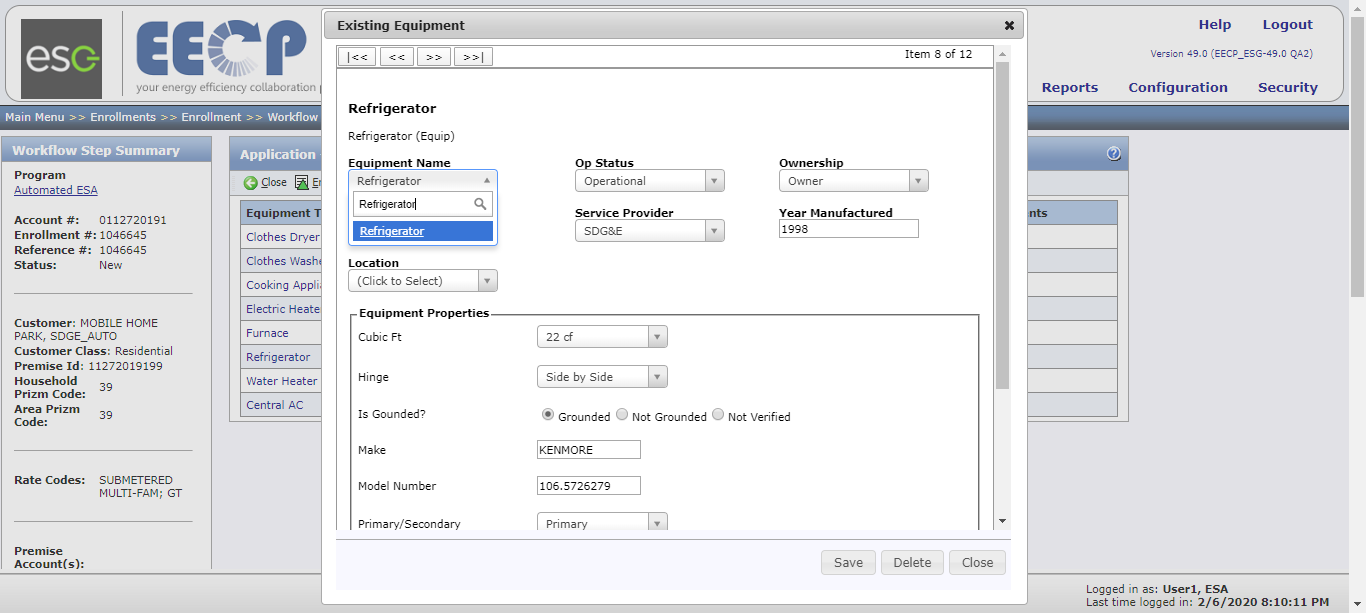 Existing Equipment
Help
Logout
esg
EECP
your energy efficiency collaboration
|<<
<<
>>
>>|
Item 8 of 12
Version 49.0 (EECP_ESG-49.0 QA2)
Reports
Configuration
Security
Main Menu >> Enrollments >> Enrollment >> Workflow
Workflow Step Summary
Program
Automated ESA
Account #: 0112720191
Enrollment #: 1046645
Reference #: 1046645
Status: New
Customer: MOBILE HOME
PARK, SDGE_AUTO
Customer Class: Residential
Premise Id: 11272019199
Household
Prizm Code: 39
Area Prizm
Code: 39
Rate Codes: SUBMETERED
MULTI-FAM; GT
Premise
Account(s):
Application
Close
Equipment T
Clothes Dryer
Clothes Washe
Cooking Applia
Electric Heate
Furnace
Refrigerator
Water Heater
Central AC
nts
Refrigerator
Refrigerator (Equip)
Equipment Name
Refrigerator
Refrigerator
Refrigerator
Op Status
Operational
Ownership
Owner
Service Provider
SDG&E
Year Manufactured
1998
Location
(Click to Select)
Equipment Properties
Cubic Ft
22 cf
Hinge
Side by Side
Is Gounded?
Grounded
Not Grounded
Not Verified
Make
KENMORE
Model Number
106.5726279
Primary/Secondary
Primary
Save
Delete
Close
Logged in as: User1, ESA
Last time logged in: 2/6/2020 8:10:11 PM